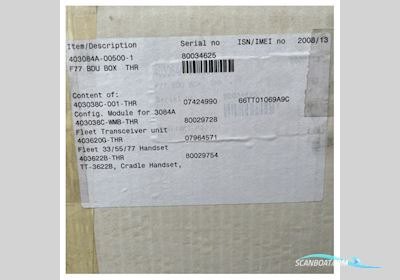 Item/Description Serial no ISN/IMEI no 2008/13
403084A-00500-1 80034625
F77 BDU BOX THR
Content of:
403038C-001-THR 07424990 66TT01069A9C
Config. Module for 3084A
403038C-WMB-THR 80029728
Fleet Transceiver unit
403620G-THR 07964571
Fleet 33/55/77 Handset
403622B-THR 80029754
TT-3622B, Cradle Handset,
SCANBOAT.COM